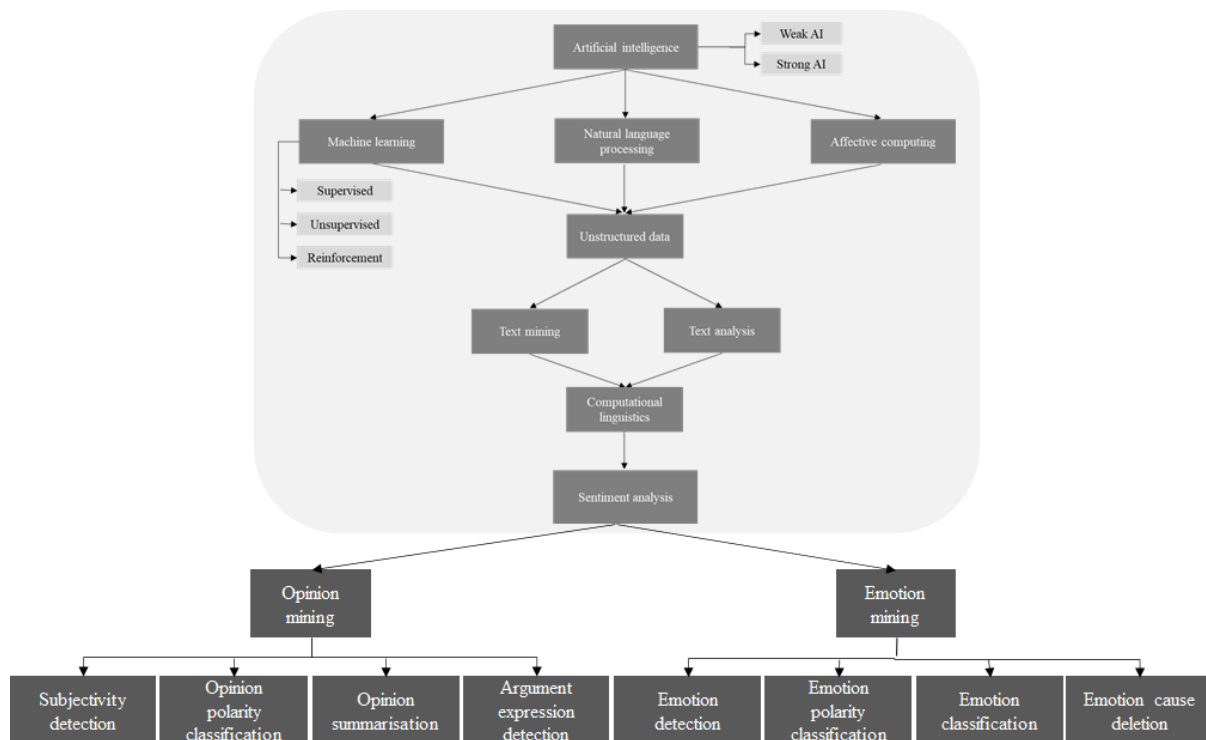 Artificial intelligence
Weak AI
Strong AI
Machine learning
Natural language
processing
Affective computing
Supervised
Unsupervised
Reinforcement
Unstructured data
Text mining
Text analysis
Computational
linguistics
Sentiment analysis
Opinion
mining
Emotion
mining
Subjectivity
detection
Opinion
polarity
classification
Opinion
summarisation
Argument
expression
detection
Emotion
detection
Emotion
polarity
classification
Emotion
classification
Emotion cause
deletion